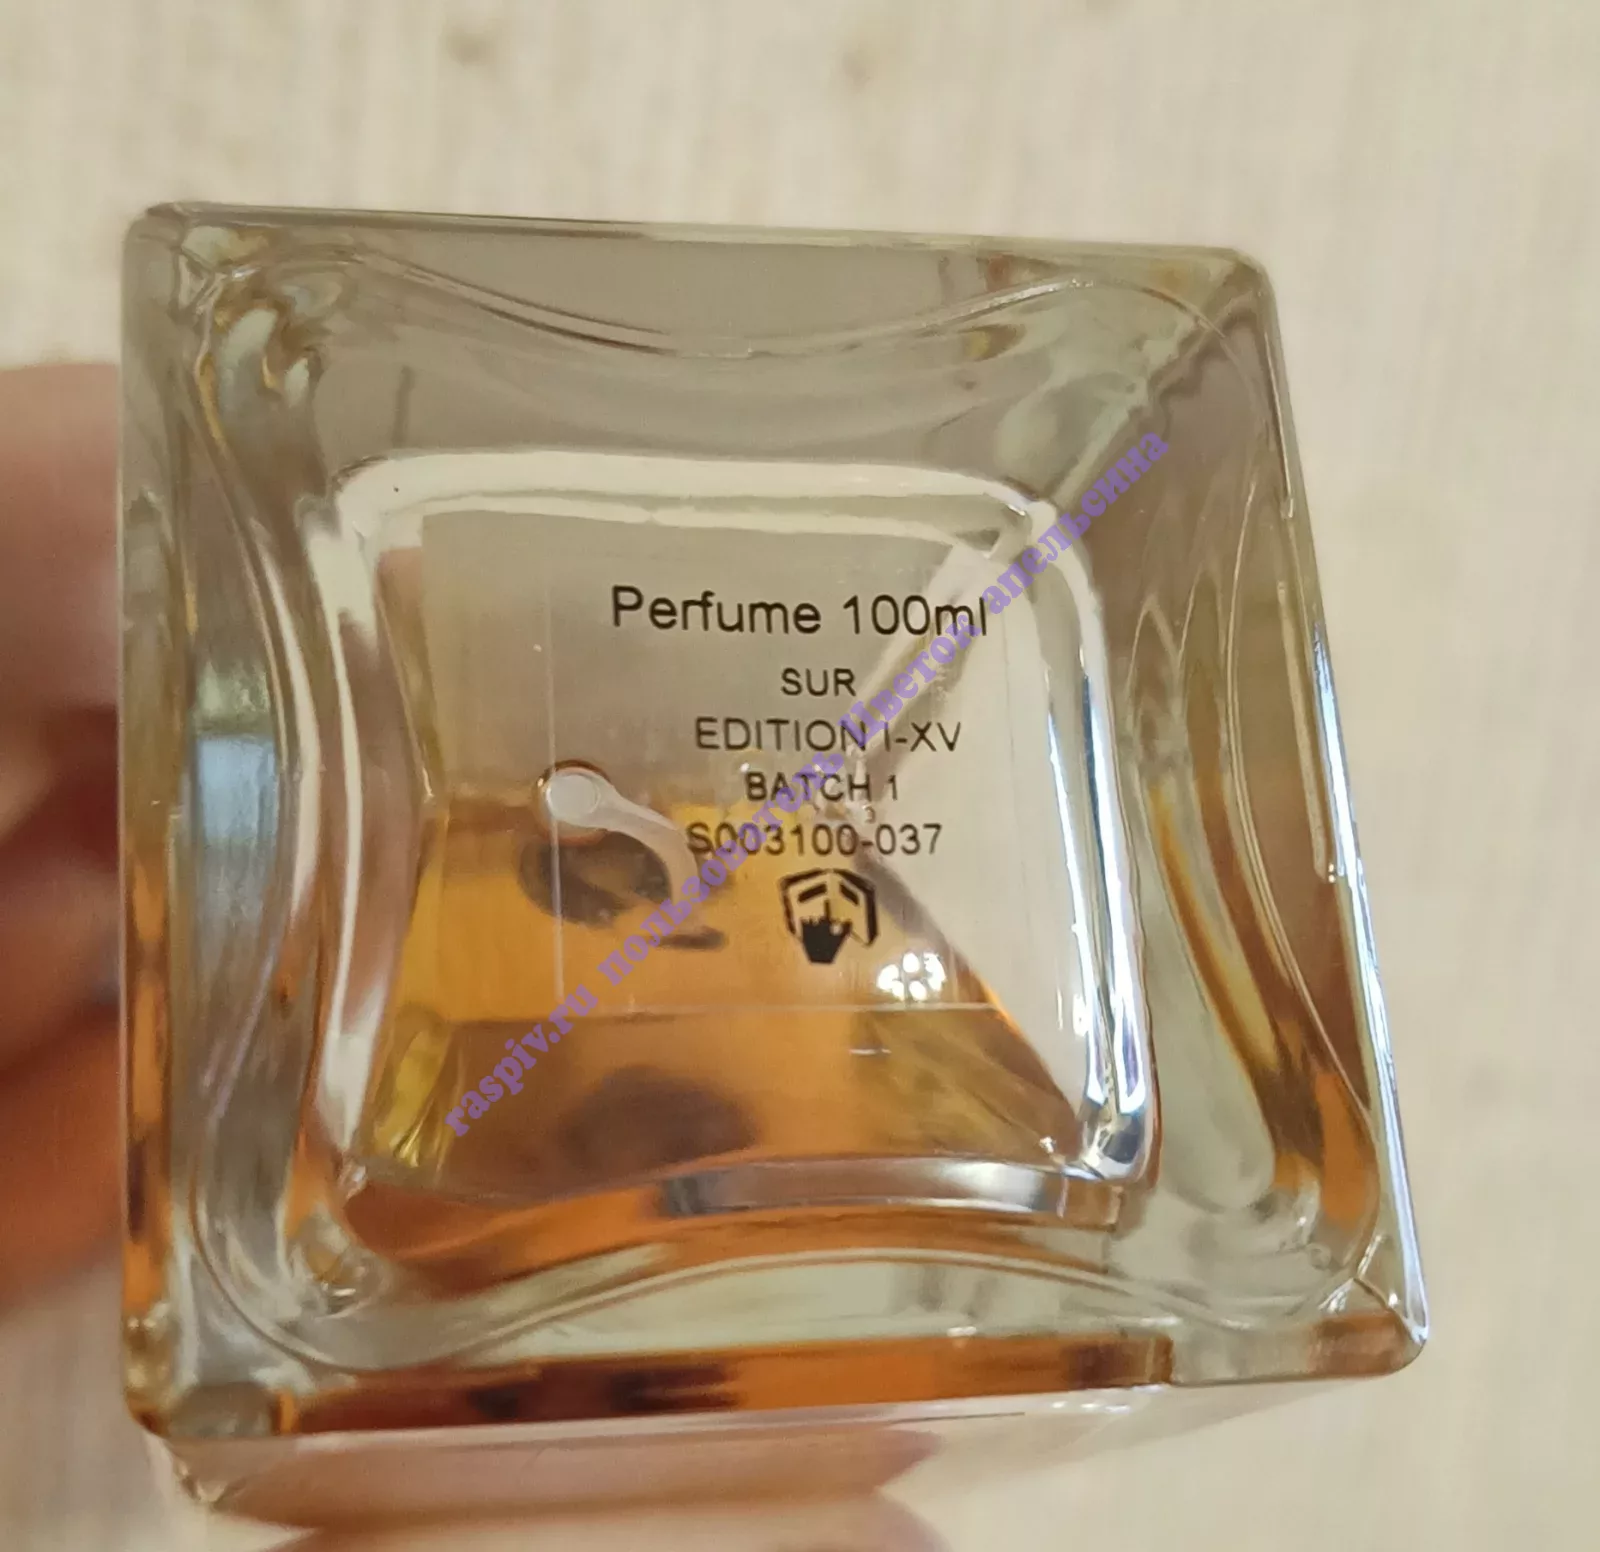 Perfume 100ml
SUR
EDITION I-XV
BATCH 1
S003100-037
raspiv.ru пользователь Цветок апельсина